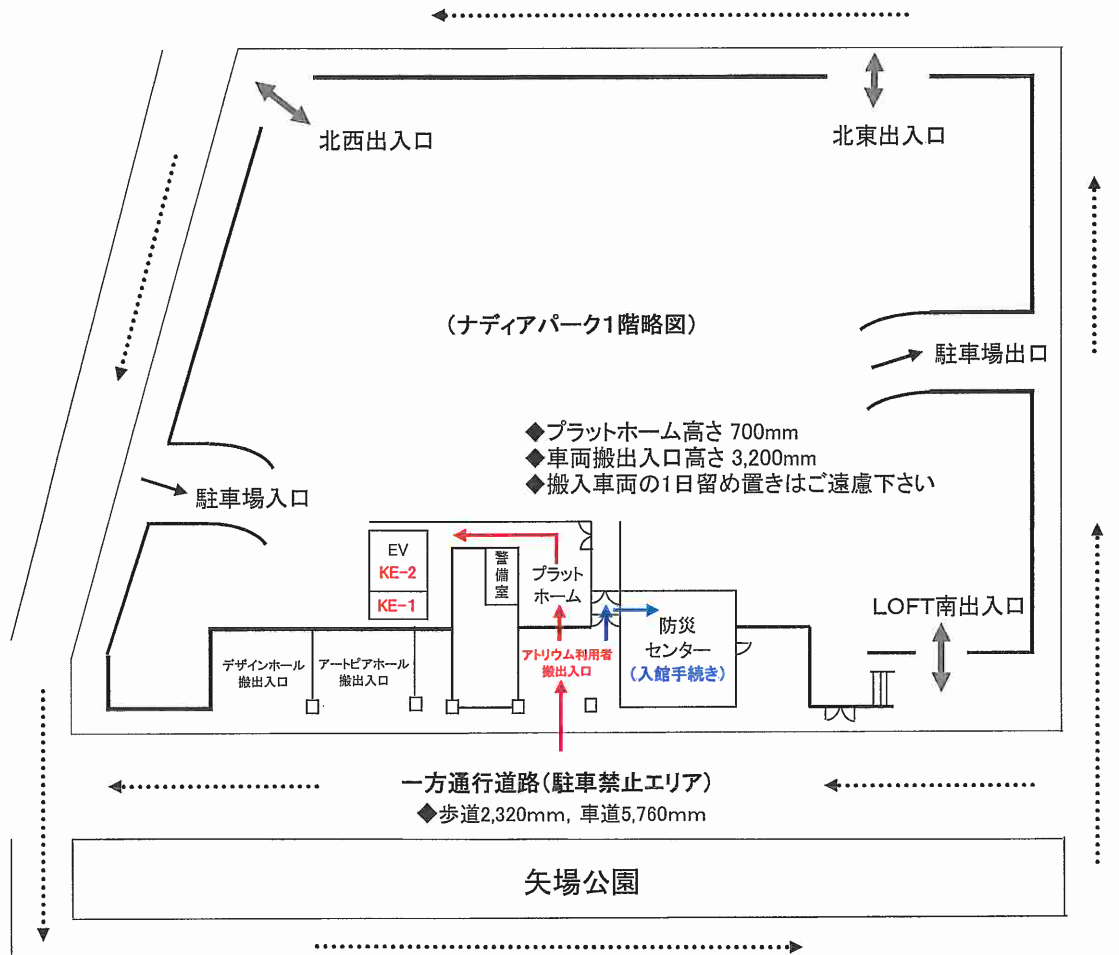 北西出入口
北東出入口
(ナディアパーク1階略図)
駐車場出口
◆プラットホーム高さ 700mm
◆車両搬出入口高さ 3,200mm
◆搬入車両の1日留め置きはご遠慮下さい
駐車場入口
EV
KE-2
KE-1
警備室
プラット
ホーム
LOFT南出入口
防災
センター
(入館手続き)
デザインホール
搬出入口
アートピアホール
搬出入口
アトリウム利用者
搬出入口
一方通行道路(駐車禁止エリア)
◆歩道2,320mm, 車道5,760mm
矢場公園